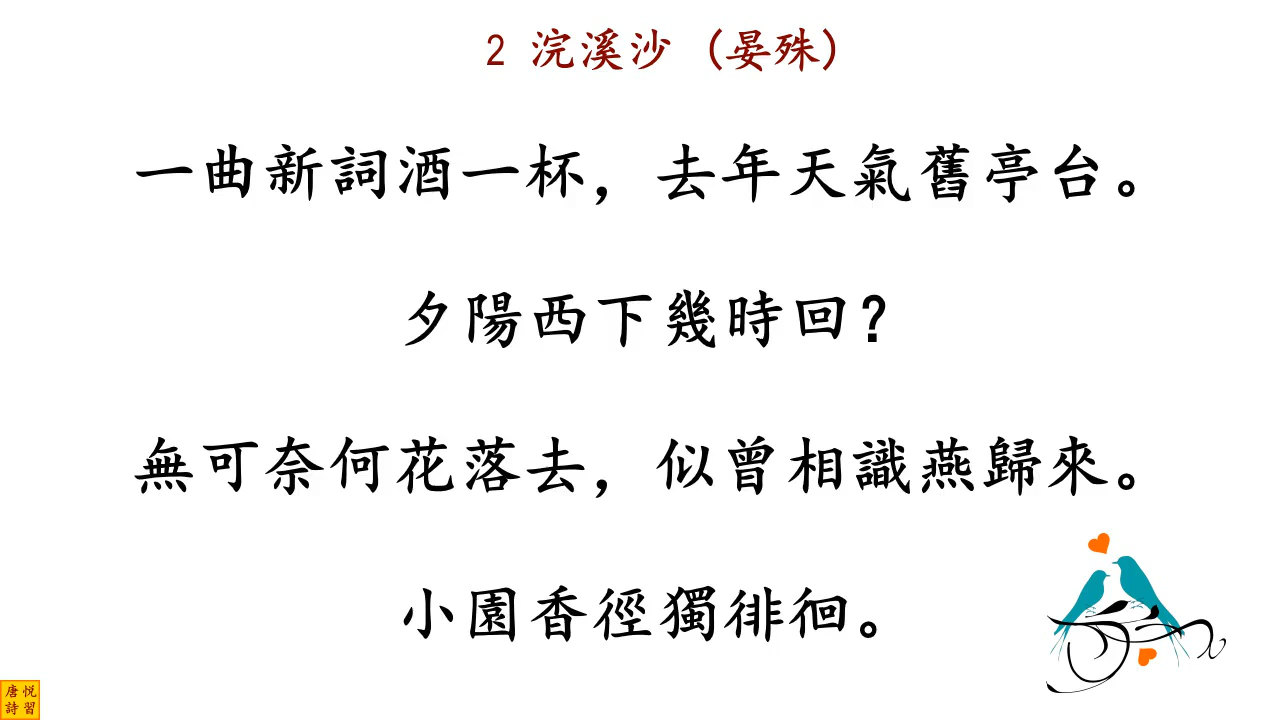 2 浣溪沙 (晏殊)
一曲新詞酒一杯，去年天氣舊亭台。
夕陽西下幾時回？
無可奈何花落去，似曾相識燕歸來。
小園香徑獨徘徊。
唐悦
詩習